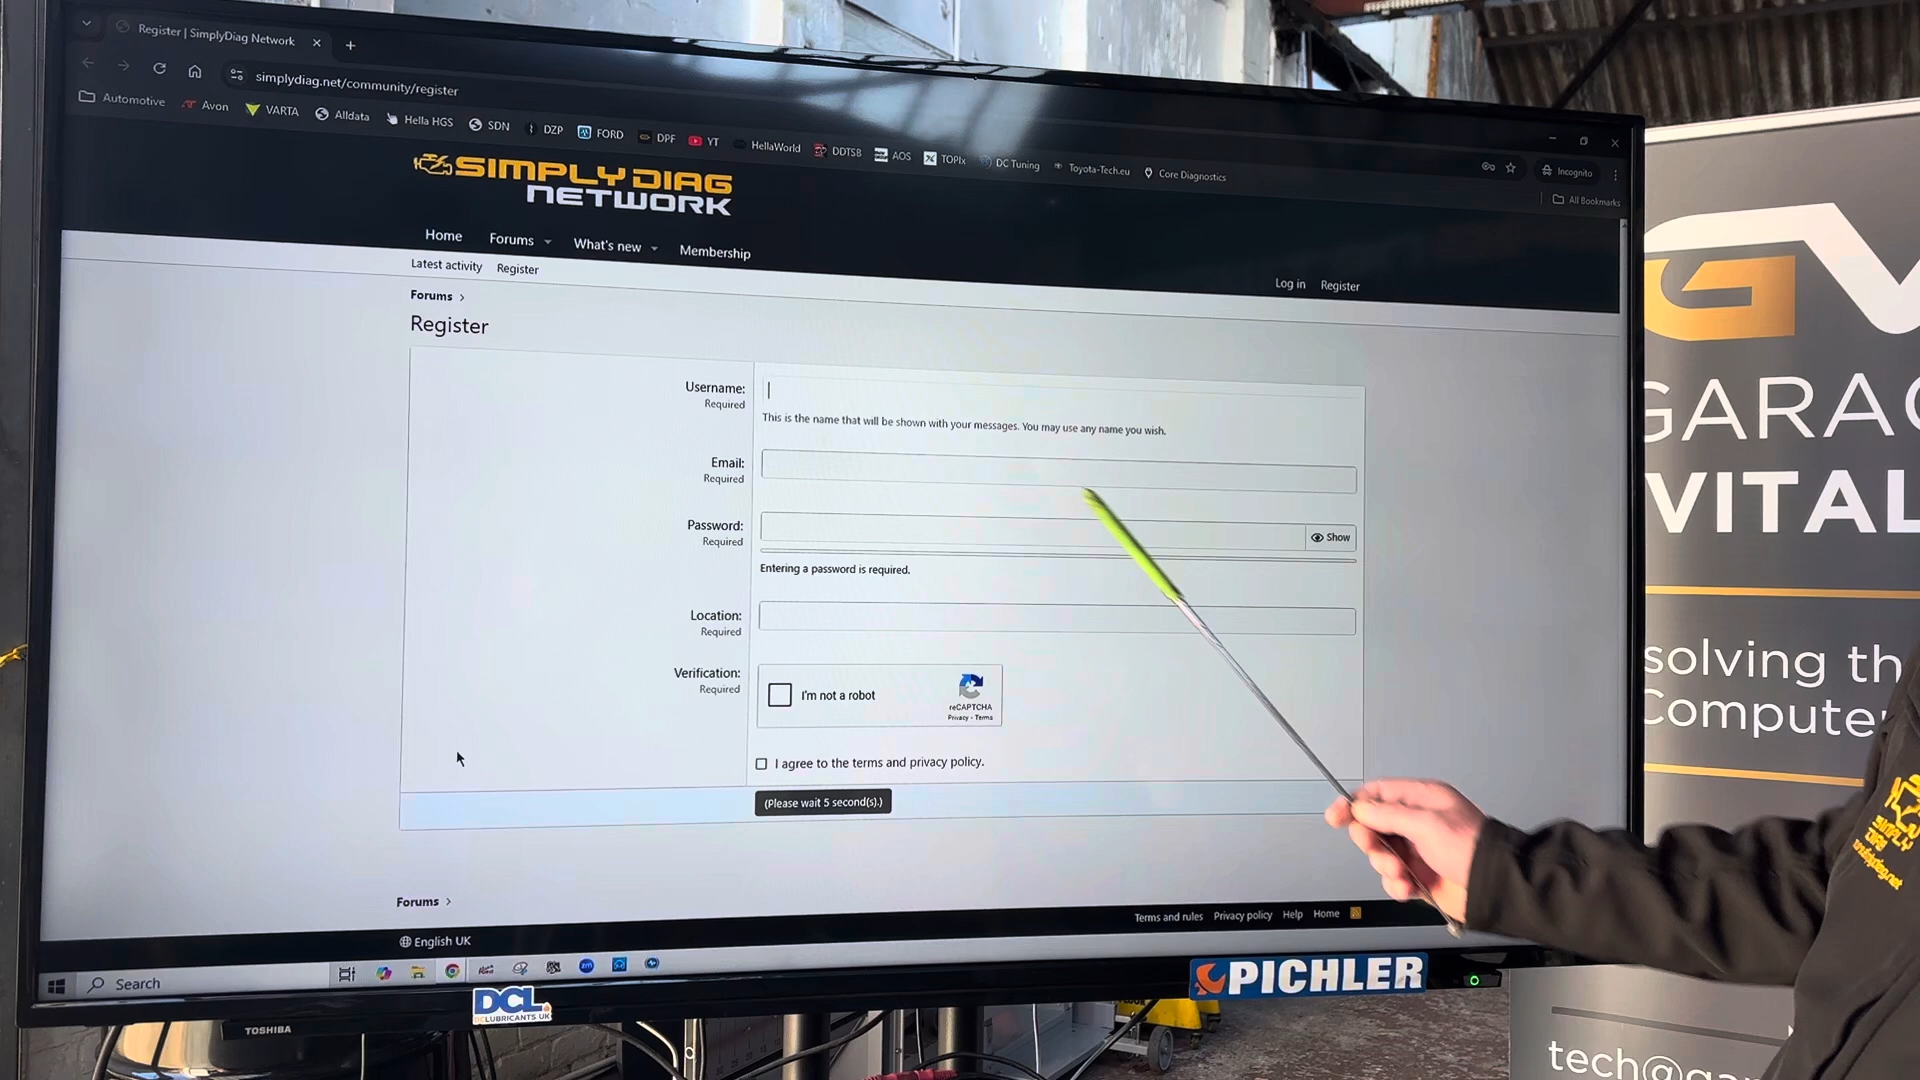 Register | SimplyDiag Network
simplydiag.net/community/register
Incognito
Automotive Avon VARTA Alldata Hella HGS SDN DZP FORD DPF YT HellaWorld DDTSB AOS TOPIx DC Tuning Toyota-Tech.eu Core Diagnostics
All Bookmarks
SIMPLY DIAG
NETWORK
Home Forums What's new Membership
Log in Register
Latest activity Register
Forums
Register
Username:
Required
This is the name that will be shown with your messages. You may use any name you wish.
Email:
Required
Password:
Required
Show
Entering a password is required.
Location:
Required
Verification:
Required
I'm not a robot
reCAPTCHA
Privacy - Terms
I agree to the terms and privacy policy.
(Please wait 5 second(s).)
Forums
Terms and rules Privacy policy Help Home
English UK
Search
TOSHIBA
DCL
LUBRICANTS UK
PICHLER
GV
GARAG
VITAL
solving th
Compute
tech@ga
SIMPLY
DIAG